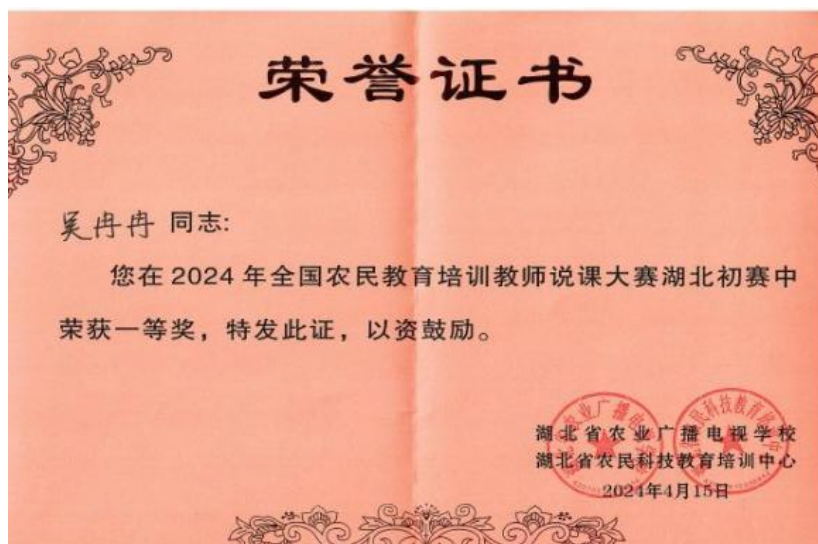 荣誉证书
吴冉冉 同志:
您在 2024 年全国农民教育培训教师说课大赛湖北初赛中
荣获一等奖，特发此证，以资鼓励。
湖北省农业广播电视学校
湖北省农民科技教育培训中心
2024年4月15日